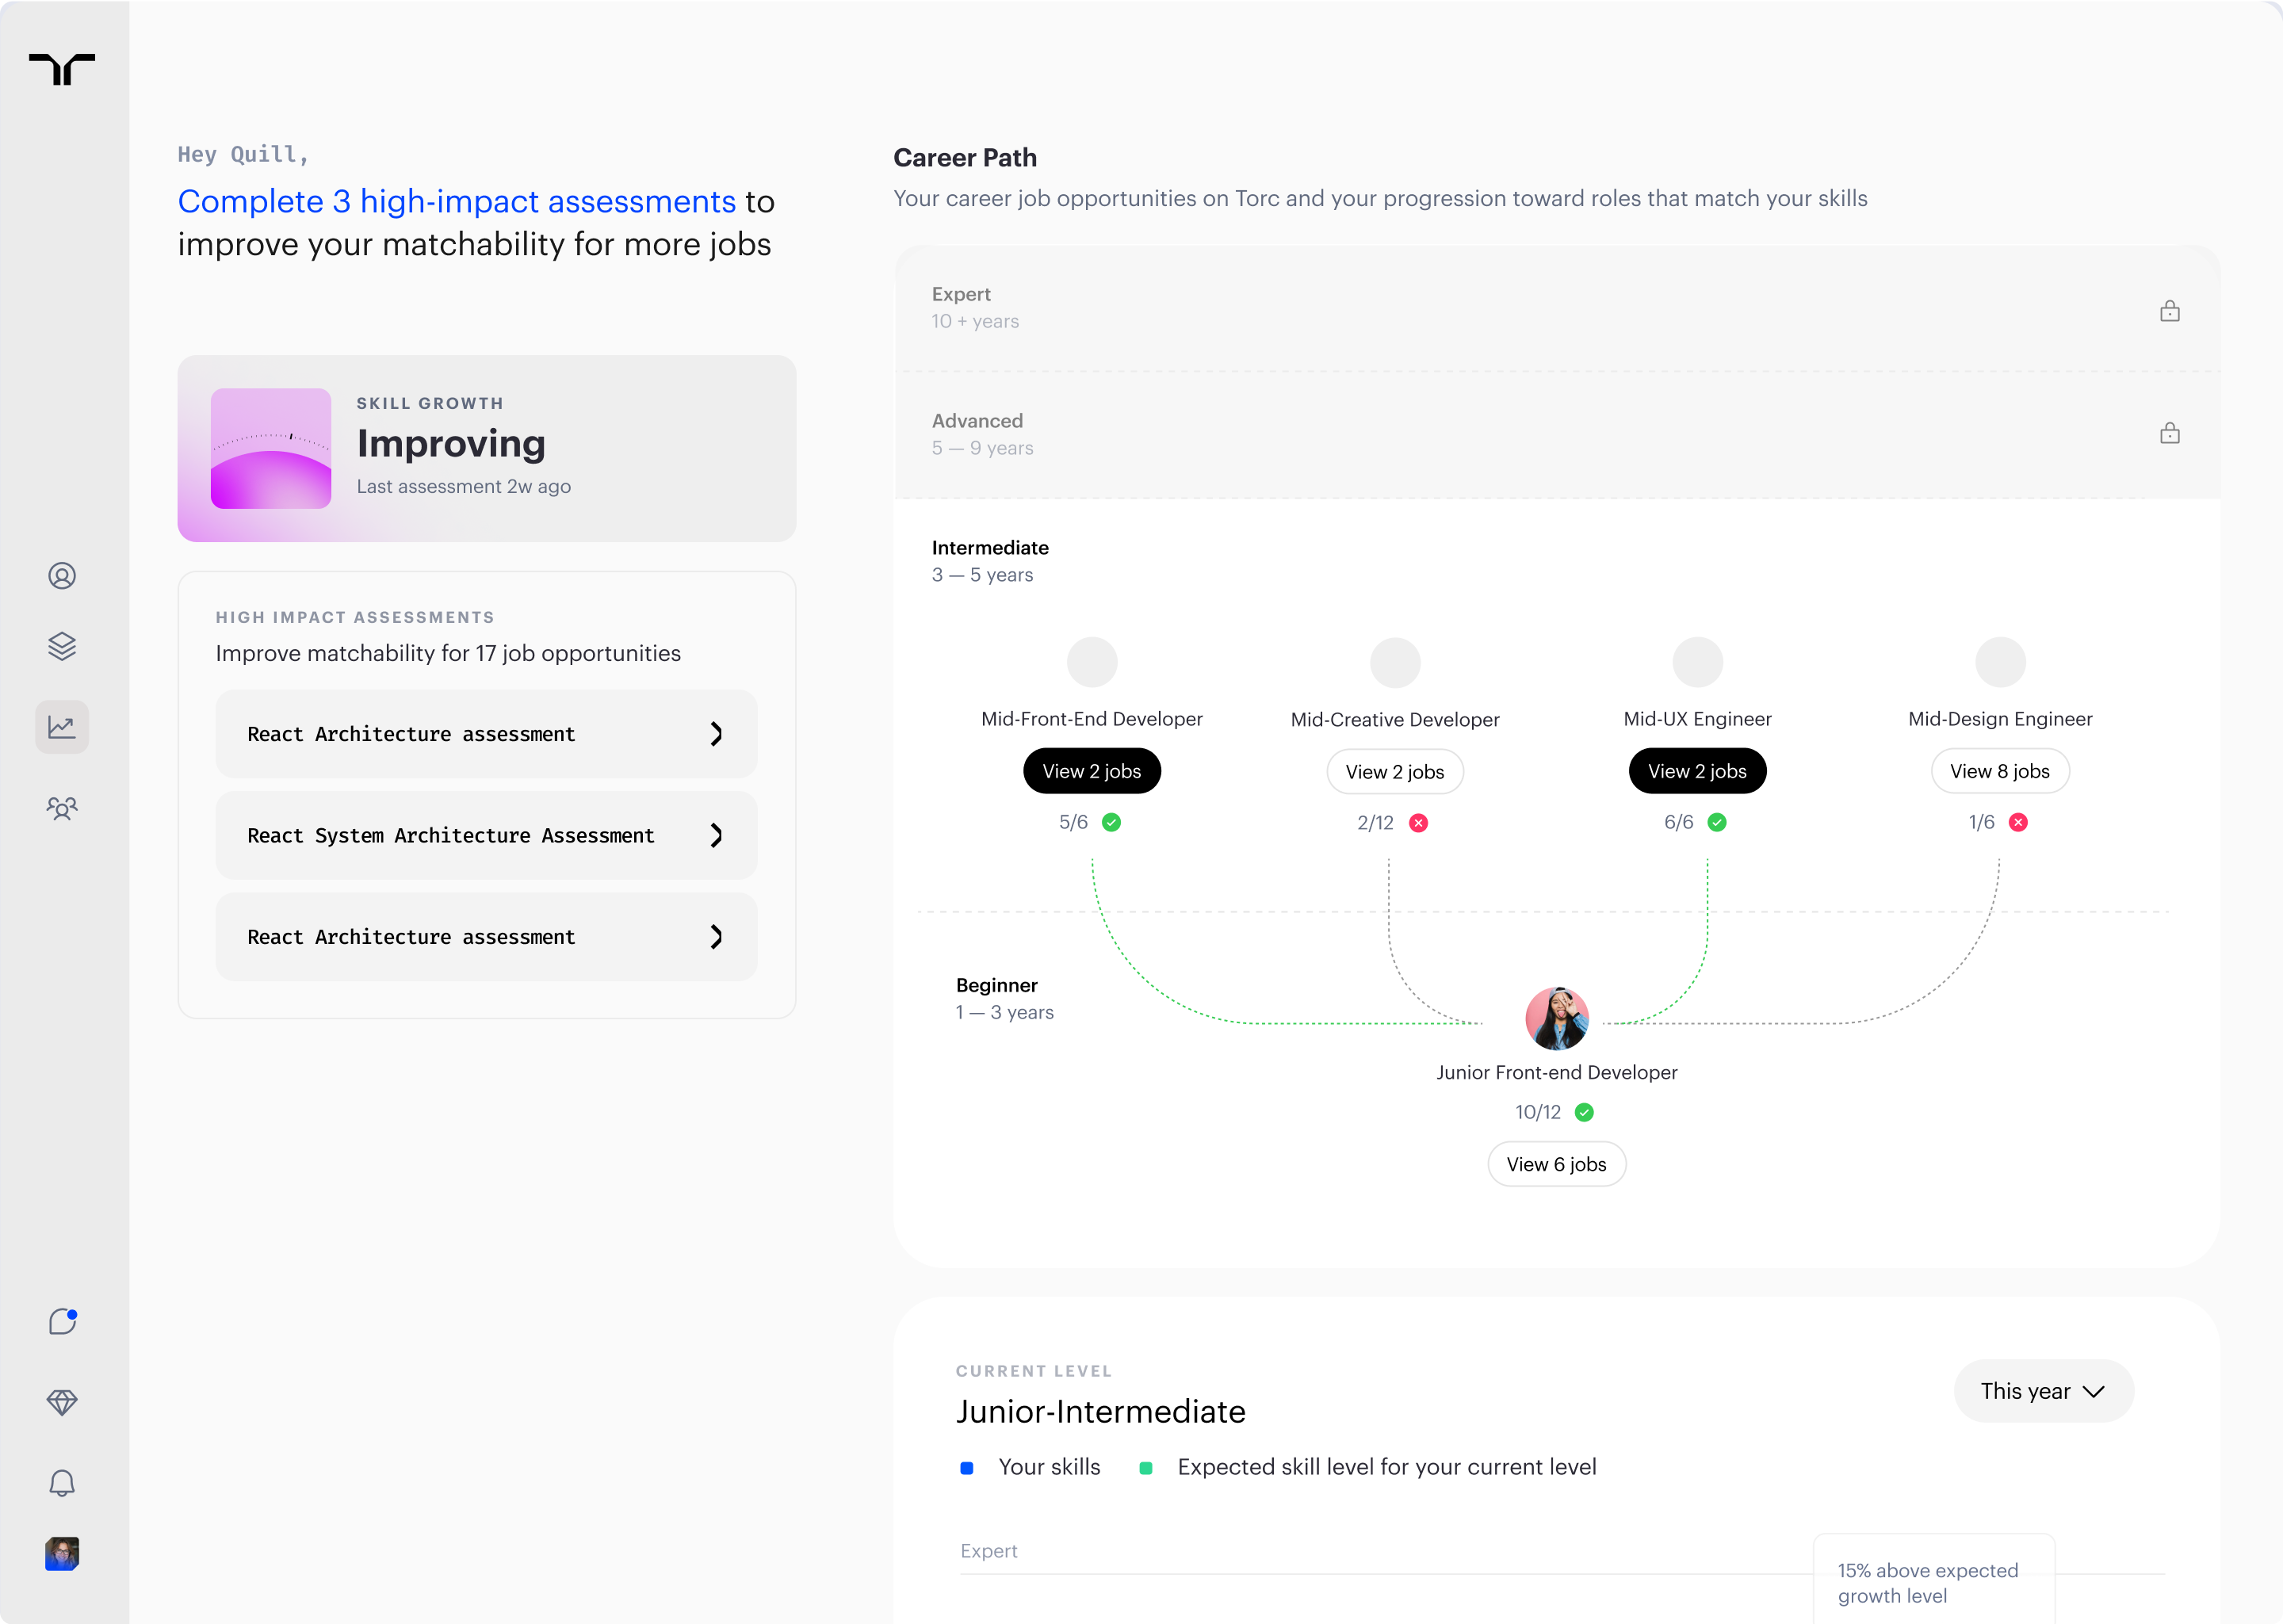 Hey Quill,
Complete 3 high-impact assessments to
improve your matchability for more jobs
SKILL GROWTH
Improving
Last assessment 2w ago
HIGH IMPACT ASSESSMENTS
Improve matchability for 17 job opportunities
React Architecture assessment
React System Architecture Assessment
React Architecture assessment
Career Path
Your career job opportunities on Torc and your progression toward roles that match your skills
Expert
10 + years
Advanced
5 — 9 years
Intermediate
3 — 5 years
Mid-Front-End Developer
View 2 jobs
5/6
Mid-Creative Developer
View 2 jobs
2/12
Mid-UX Engineer
View 2 jobs
6/6
Mid-Design Engineer
View 8 jobs
1/6
Beginner
1 — 3 years
Junior Front-end Developer
10/12
View 6 jobs
CURRENT LEVEL
Junior-Intermediate
This year
Your skills
Expected skill level for your current level
Expert
15% above expected
growth level